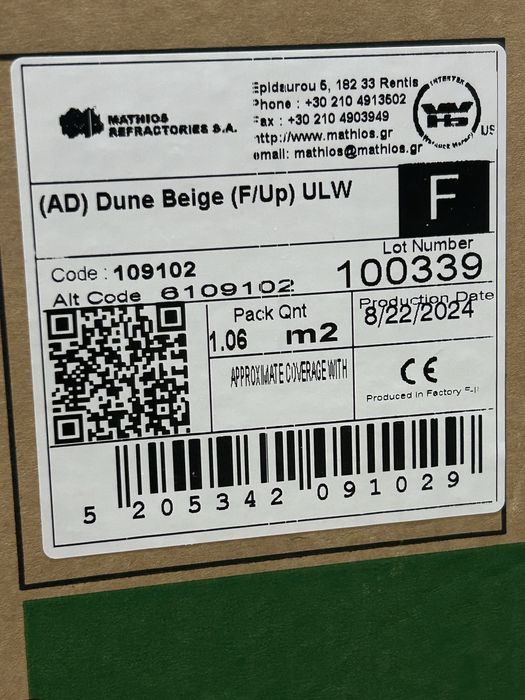 MATHIOS
REFRACTORIES S.A.
Epidaurou 5, 182 33 Rentis
Phone : +30 210 4913502
Fax : +30 210 4903949
http://www.mathios.gr
email: mathios@mathios.gr
INTERTEK
WHS
US
(AD) Dune Beige (F/Up) ULW
F
Code : 109102
Lot Number
100339
Alt Code 6109102
Pack Qnt
1.06 m2
Production Date
8/22/2024
APPROXIMATE COVERAGE WITH
CE
Produced in Factory
5 205342 091029